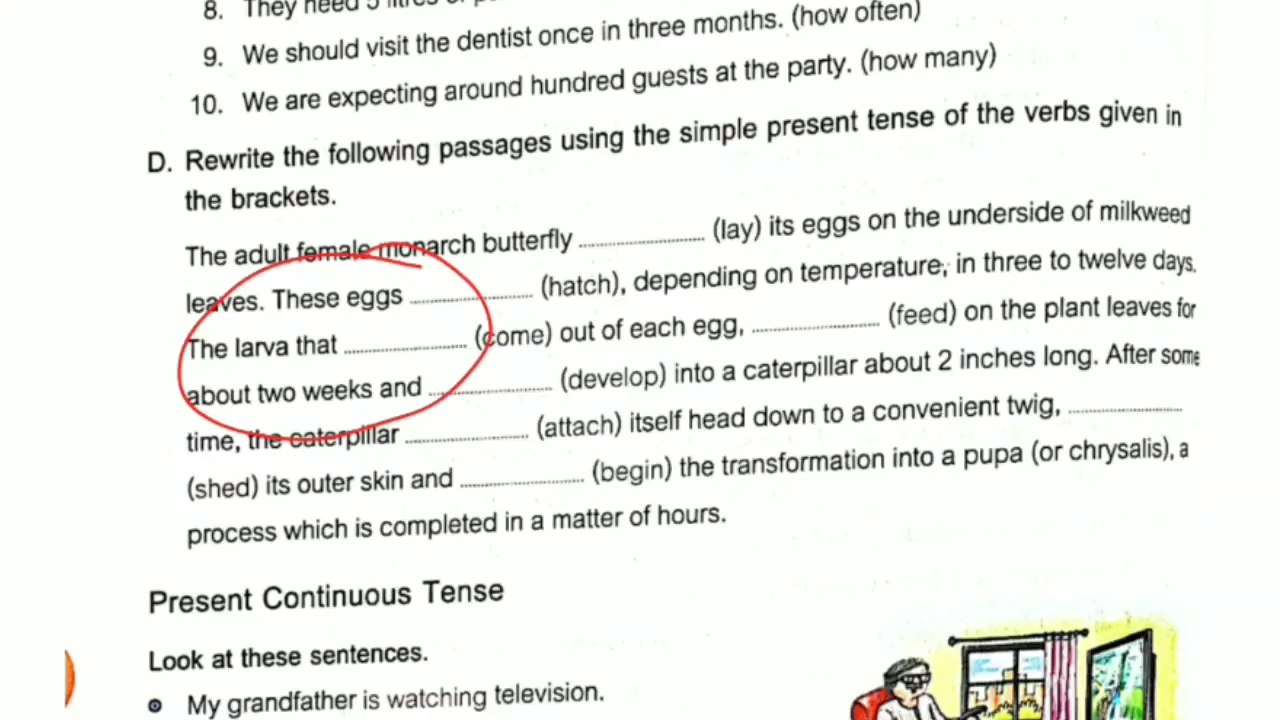 8. They need 5 litres of
9. We should visit the dentist once in three months. (how often)
10. We are expecting around hundred guests at the party. (how many)
D. Rewrite the following passages using the simple present tense of the verbs given in
the brackets.
The adult female monarch butterfly .......................... (lay) its eggs on the underside of milkweed
leaves. These eggs .......................... (hatch), depending on temperature, in three to twelve days.
The larva that .......................... (come) out of each egg, .......................... (feed) on the plant leaves for
about two weeks and .......................... (develop) into a caterpillar about 2 inches long. After some
time, the caterpillar .......................... (attach) itself head down to a convenient twig, ..........................
(shed) its outer skin and .......................... (begin) the transformation into a pupa (or chrysalis), a
process which is completed in a matter of hours.
Present Continuous Tense
Look at these sentences.
My grandfather is watching television.